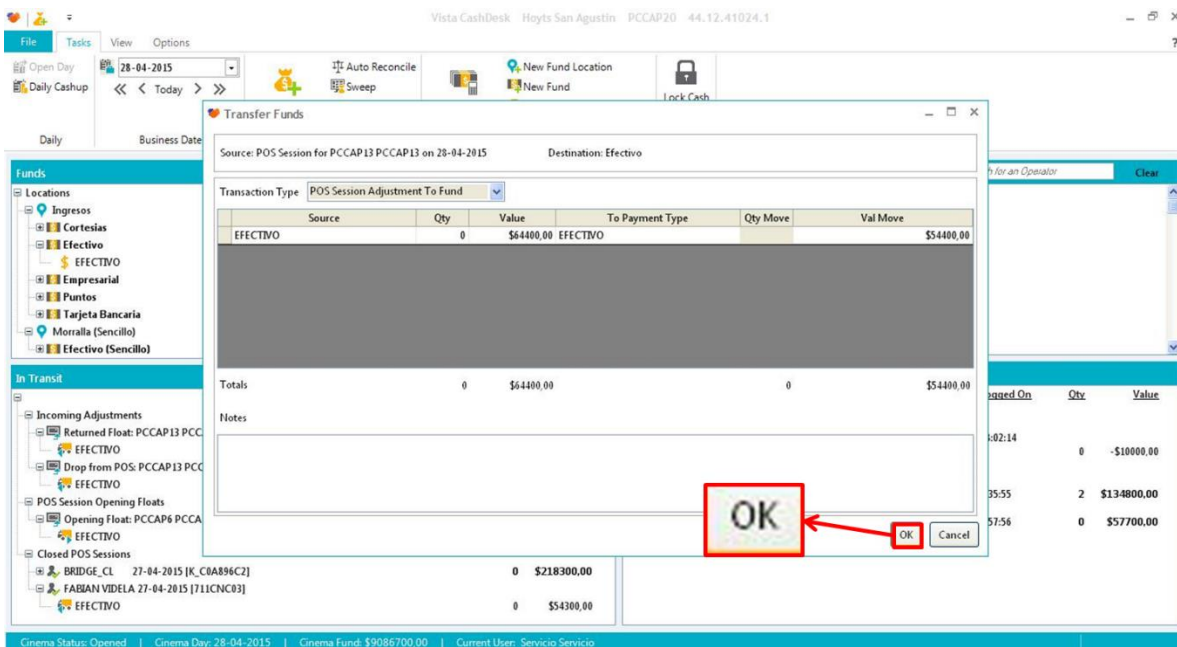 Vista CashDesk Hoyts San Agustin PCCAP20 44.12.41024.1
File Tasks View Options
Open Day 28-04-2015 Auto Reconcile New Fund Location
Daily Cashup Today Sweep New Fund Lock Cash
Daily Business Date
Transfer Funds
Source: POS Session for PCCAP13 PCCAP13 on 28-04-2015 Destination: Efectivo
Funds
for an Operator Clear
Transaction Type POS Session Adjustment To Fund
Locations
Ingresos
Cortesias
Efectivo
EFECTIVO
Empresarial
Puntos
Tarjeta Bancaria
Morralla (Sencillo)
Efectivo (Sencillo)
Source Qty Value To Payment Type Qty Move Val Move
EFECTIVO 0 $64400,00 EFECTIVO $54400,00
Totals 0 $64400,00 0 $54400,00
Notes
OK
OK Cancel
In Transit
Incoming Adjustments
Returned Float: PCCAP13 PCC
EFECTIVO
Drop from POS: PCCAP13 PCC
EFECTIVO
POS Session Opening Floats
Opening Float: PCCAP6 PCCA
EFECTIVO
Closed POS Sessions
BRIDGE_CL 27-04-2015 [K_C0A896C2] 0 $218300,00
FABIAN VIDELA 27-04-2015 [711CNC03]
EFECTIVO 0 $54300,00
ogged On Qty Value
:02:14
0 -$10000,00
35:55 2 $134800,00
57:56 0 $57700,00
Cinema Status: Opened | Cinema Day: 28-04-2015 | Cinema Fund: $9086700.00 | Current User: Servicio Servicio